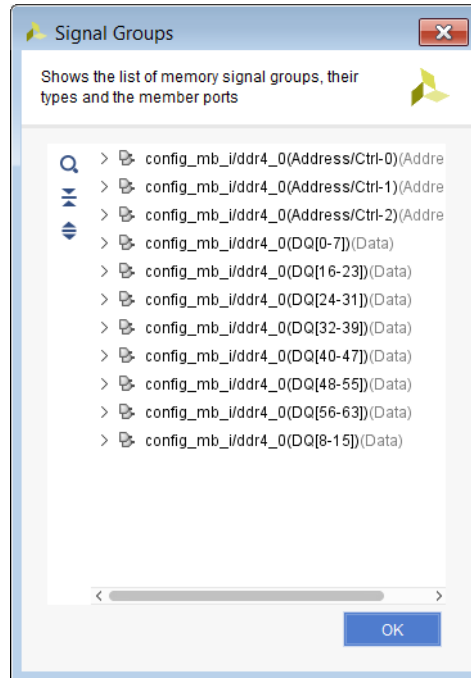 Signal Groups
Shows the list of memory signal groups, their
types and the member ports
config_mb_i/ddr4_0(Address/Ctrl-0)(Addre
config_mb_i/ddr4_0(Address/Ctrl-1)(Addre
config_mb_i/ddr4_0(Address/Ctrl-2)(Addre
config_mb_i/ddr4_0(DQ[0-7])(Data)
config_mb_i/ddr4_0(DQ[16-23])(Data)
config_mb_i/ddr4_0(DQ[24-31])(Data)
config_mb_i/ddr4_0(DQ[32-39])(Data)
config_mb_i/ddr4_0(DQ[40-47])(Data)
config_mb_i/ddr4_0(DQ[48-55])(Data)
config_mb_i/ddr4_0(DQ[56-63])(Data)
config_mb_i/ddr4_0(DQ[8-15])(Data)
OK